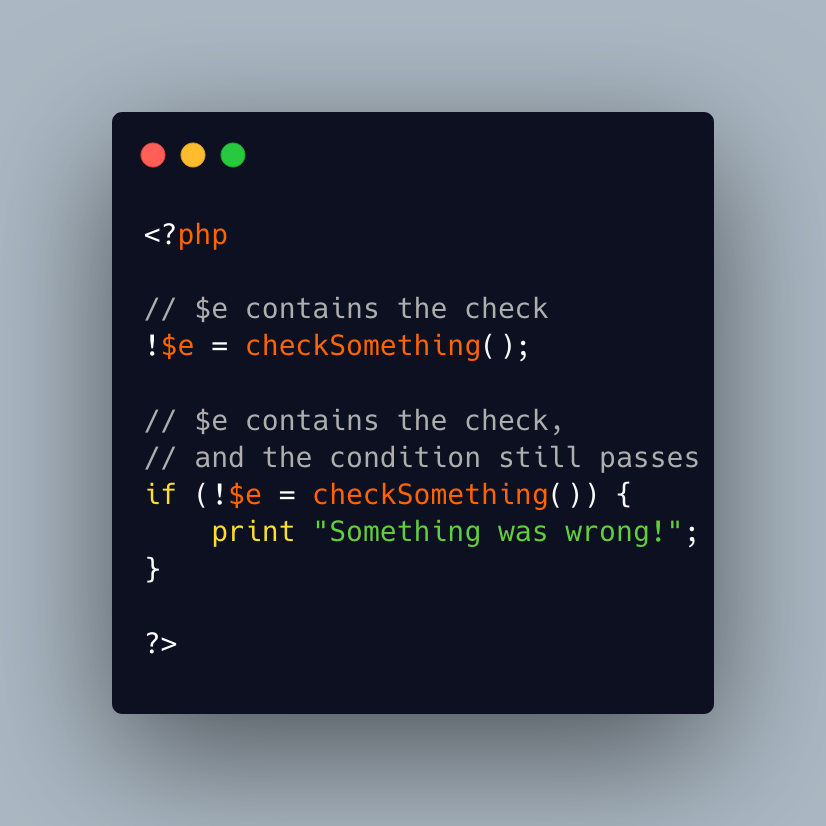 <?php
// $e contains the check
!$e = checkSomething();
// $e contains the check,
// and the condition still passes
if (!$e = checkSomething()) {
    print "Something was wrong!";
}
?>